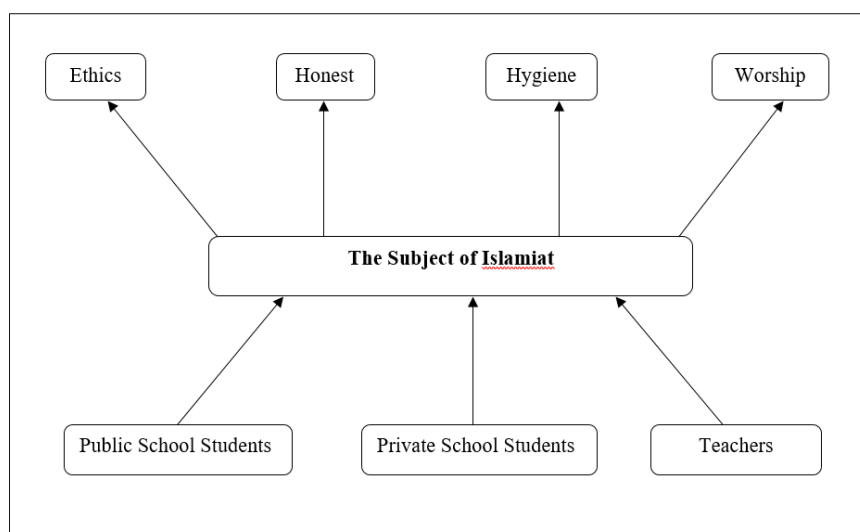 Ethics
Honest
Hygiene
Worship
The Subject of Islamiat
Public School Students
Private School Students
Teachers